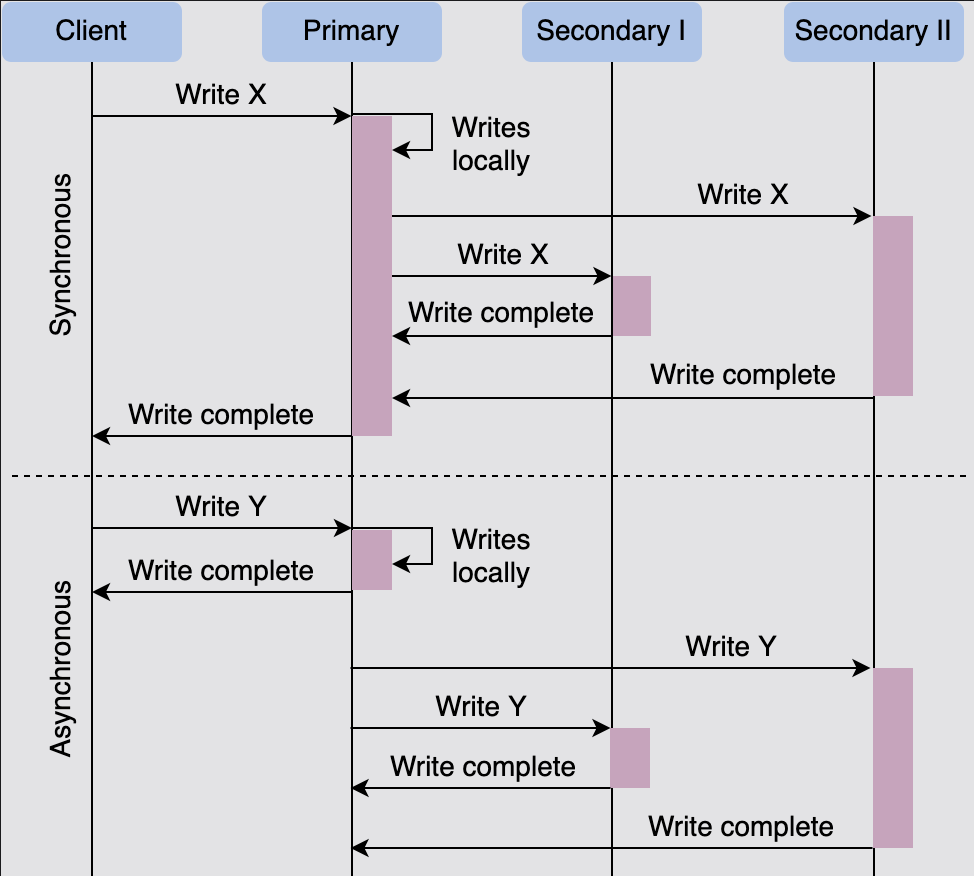 Client
Primary
Secondary I
Secondary II
Synchronous
Write X
Writes
locally
Write X
Write X
Write complete
Write complete
Write complete
Asynchronous
Write Y
Writes
locally
Write complete
Write Y
Write Y
Write complete
Write complete